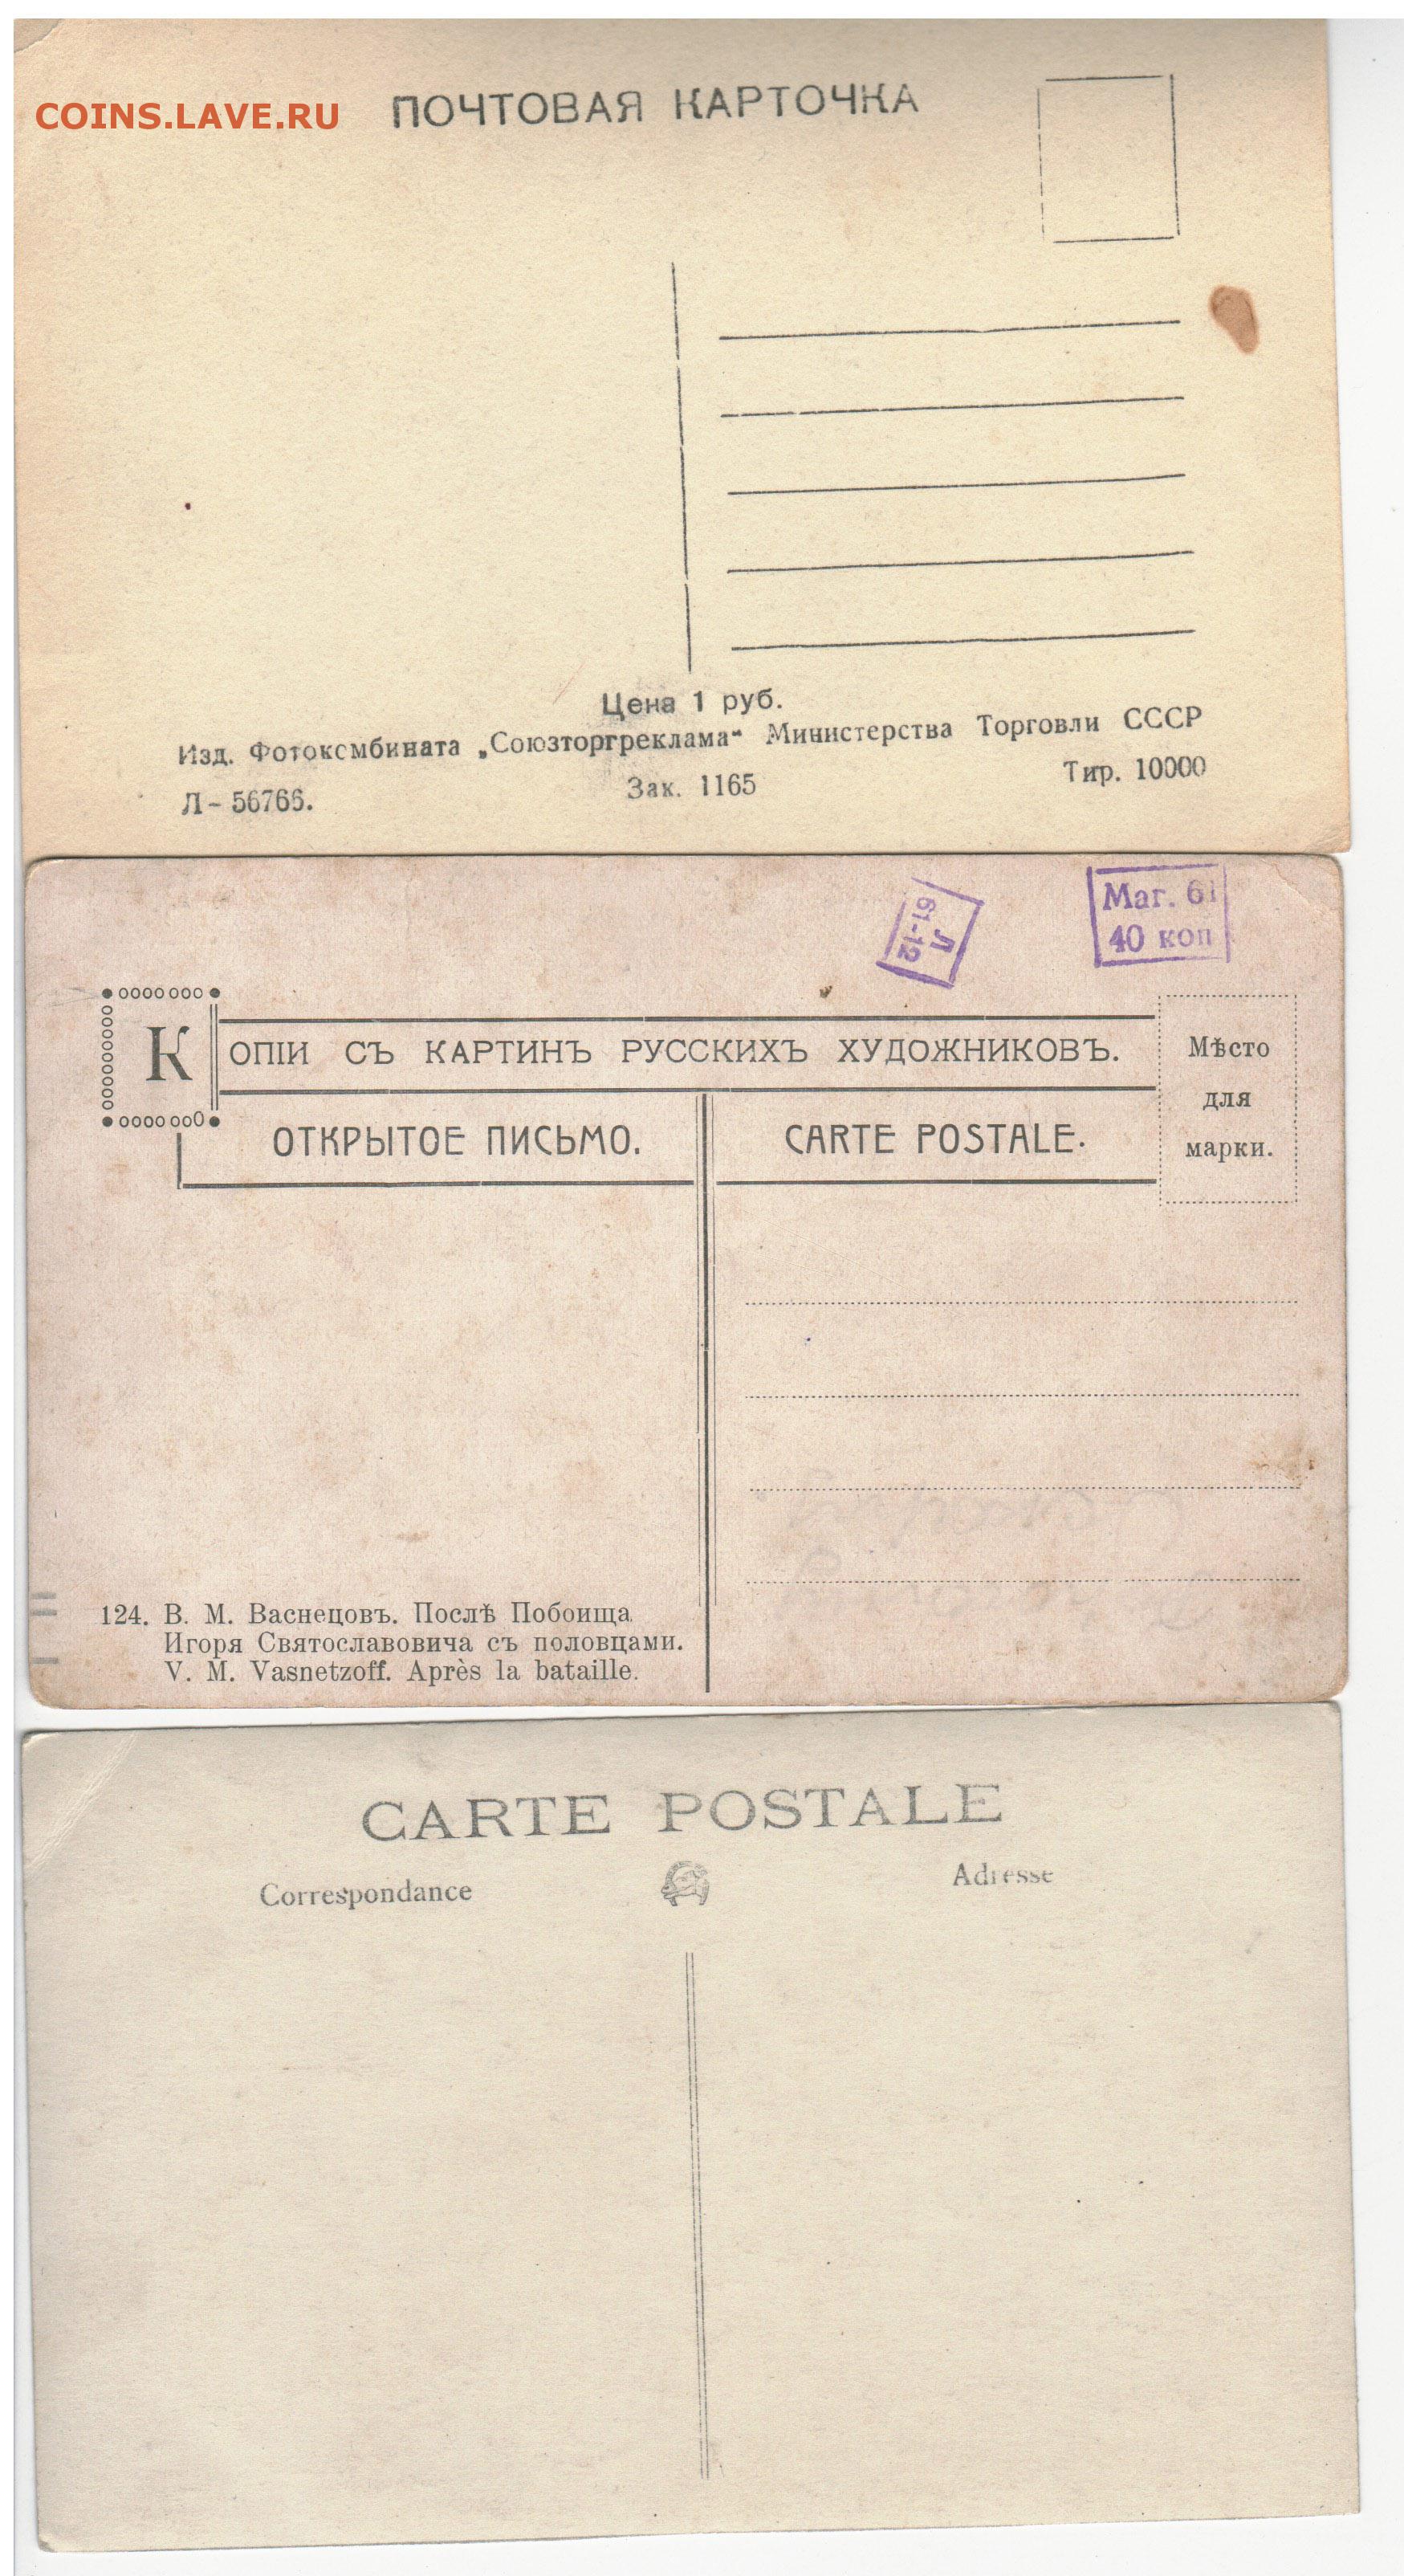 COINS.LAVE.RU
ПОЧТОВАЯ КАРТОЧКА
Цена 1 руб.
Изд. Фотокомбината „Союзторгреклама“ Министерства Торговли СССР
Л-56766. Зак. 1165 Тир. 10000
Маг. 61
40 коп
Л
61-12
КОПІИ СЪ КАРТИНЪ РУССКИХЪ ХУДОЖНИКОВЪ.
ОТКРЫТОЕ ПИСЬМО. CARTE POSTALE.
Мѣсто
для
марки.
124. В. М. Васнецовъ. Послѣ Побоища
Игоря Святославовича съ половцами.
V. M. Vasnetzoff. Après la bataille.
CARTE POSTALE
Correspondance Adresse